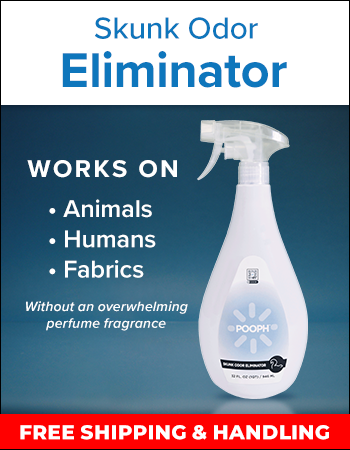 Skunk Odor
Eliminator
WORKS ON
• Animals
• Humans
• Fabrics
Without an overwhelming
perfume fragrance
POOPH
SKUNK ODOR ELIMINATOR
32 FL OZ (1QT) / 946 ML
FREE SHIPPING & HANDLING